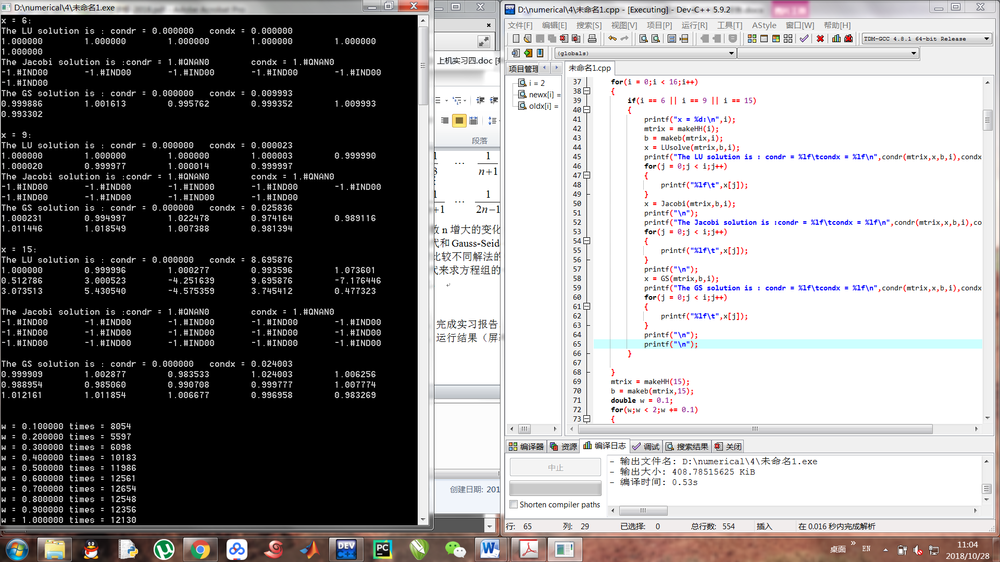 D:\numerical\4\未命名1.exe
x = 6:
The LU solution is : condr = 0.000000 condx = 0.000000
1.000000 1.000000 1.000000 1.000000 1.000000
1.000000
The Jacobi solution is :condr = 1.#QNAN0 condx = 1.#QNAN0
-1.#IND00 -1.#IND00 -1.#IND00 -1.#IND00 -1.#IND00
-1.#IND00
The GS solution is : condr = 0.000000 condx = 0.009993
0.999886 1.001613 0.995762 0.999352 1.009993
0.993302
x = 9:
The LU solution is : condr = 0.000000 condx = 0.000023
1.000000 1.000000 1.000000 1.000003 0.999990
1.000020 0.999977 1.000014 0.999997
The Jacobi solution is :condr = 1.#QNAN0 condx = 1.#QNAN0
-1.#IND00 -1.#IND00 -1.#IND00 -1.#IND00 -1.#IND00
-1.#IND00 -1.#IND00 -1.#IND00 -1.#IND00
The GS solution is : condr = 0.000000 condx = 0.025836
1.000231 0.994997 1.022478 0.974164 0.989116
1.011446 1.018549 1.007388 0.981394
x = 15:
The LU solution is : condr = 0.000000 condx = 8.695876
1.000000 0.999996 1.000277 0.993596 1.073601
0.512786 3.000523 -4.251639 9.695876 -7.176446
3.073513 5.430540 -4.575359 3.745412 0.477323
The Jacobi solution is :condr = 1.#QNAN0 condx = 1.#QNAN0
-1.#IND00 -1.#IND00 -1.#IND00 -1.#IND00 -1.#IND00
-1.#IND00 -1.#IND00 -1.#IND00 -1.#IND00 -1.#IND00
-1.#IND00 -1.#IND00 -1.#IND00 -1.#IND00 -1.#IND00
The GS solution is : condr = 0.000000 condx = 0.024003
0.999909 1.002877 0.983533 1.024003 1.006256
0.988954 0.985060 0.990708 0.999777 1.007774
1.012161 1.011854 1.006677 0.996958 0.983269
w = 0.100000 times = 8054
w = 0.200000 times = 5597
w = 0.300000 times = 6098
w = 0.400000 times = 10183
w = 0.500000 times = 11986
w = 0.600000 times = 12561
w = 0.700000 times = 12654
w = 0.800000 times = 12548
w = 0.900000 times = 12356
w = 1.000000 times = 12130
上机实习四.doc
段落
1 ⋯ 1
3 n+1
⋮
1 ⋯ 1
+1 2n-1
数 n 增大的变化
代和 Gauss-Seid
比较不同解法的
代来求方程组的
完成实习报告
运行结果（屏
创建日期: 201
D:\numerical\4\未命名1.cpp - [Executing] - Dev-C++ 5.9.2
文件[F] 编辑[E] 搜索[S] 视图[V] 项目[P] 运行[R] 工具[T] AStyle 窗口[W] 帮助[H]
TDM-GCC 4.8.1 64-bit Release
(globals)
项目管理
i = 2
newx[i] =
oldx[i] =
未命名1.cpp
37 for(i = 0;i < 16;i++)
38 {
39 if(i == 6 || i == 9 || i == 15)
40 {
41 printf("x = %d:\n",i);
42 mtrix = makeHH(i);
43 b = makeb(mtrix,i);
44 x = LUsolve(mtrix,b,i);
45 printf("The LU solution is : condr = %lf\tcondx = %lf\n",condr(mtrix,x,b,i),condx
46 for(j = 0;j < i;j++)
47 {
48 printf("%lf\t",x[j]);
49 }
50 x = Jacobi(mtrix,b,i);
51 printf("\n");
52 printf("The Jacobi solution is :condr = %lf\tcondx = %lf\n",condr(mtrix,x,b,i),co
53 for(j = 0;j < i;j++)
54 {
55 printf("%lf\t",x[j]);
56 }
57 printf("\n");
58 x = GS(mtrix,b,i);
59 printf("The GS solution is : condr = %lf\tcondx = %lf\n",condr(mtrix,x,b,i),condx
60 for(j = 0;j < i;j++)
61 {
62 printf("%lf\t",x[j]);
63 }
64 printf("\n");
65 printf("\n");
66 }
67
68 }
69 mtrix = makeHH(15);
70 b = makeb(mtrix,15);
71 double w = 0.1;
72 for(w;w < 2;w += 0.1)
73 {
编译器 资源 编译日志 调试 搜索结果 关闭
中止
Shorten compiler paths
- 输出文件名: D:\numerical\4\未命名1.exe
- 输出大小: 408.78515625 KiB
- 编译时间: 0.53s
行: 65 列: 29 已选择: 0 总行数: 554 插入 在 0.016 秒内完成解析
DEV C++
PC
桌面 » EN
11:04
2018/10/28